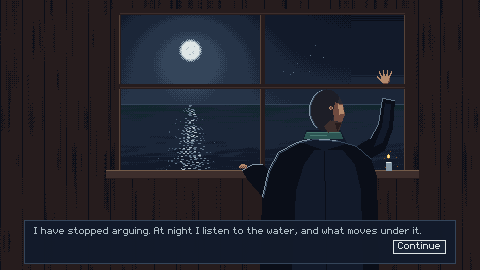 I have stopped arguing. At night I listen to the water, and what moves under it.
Continue